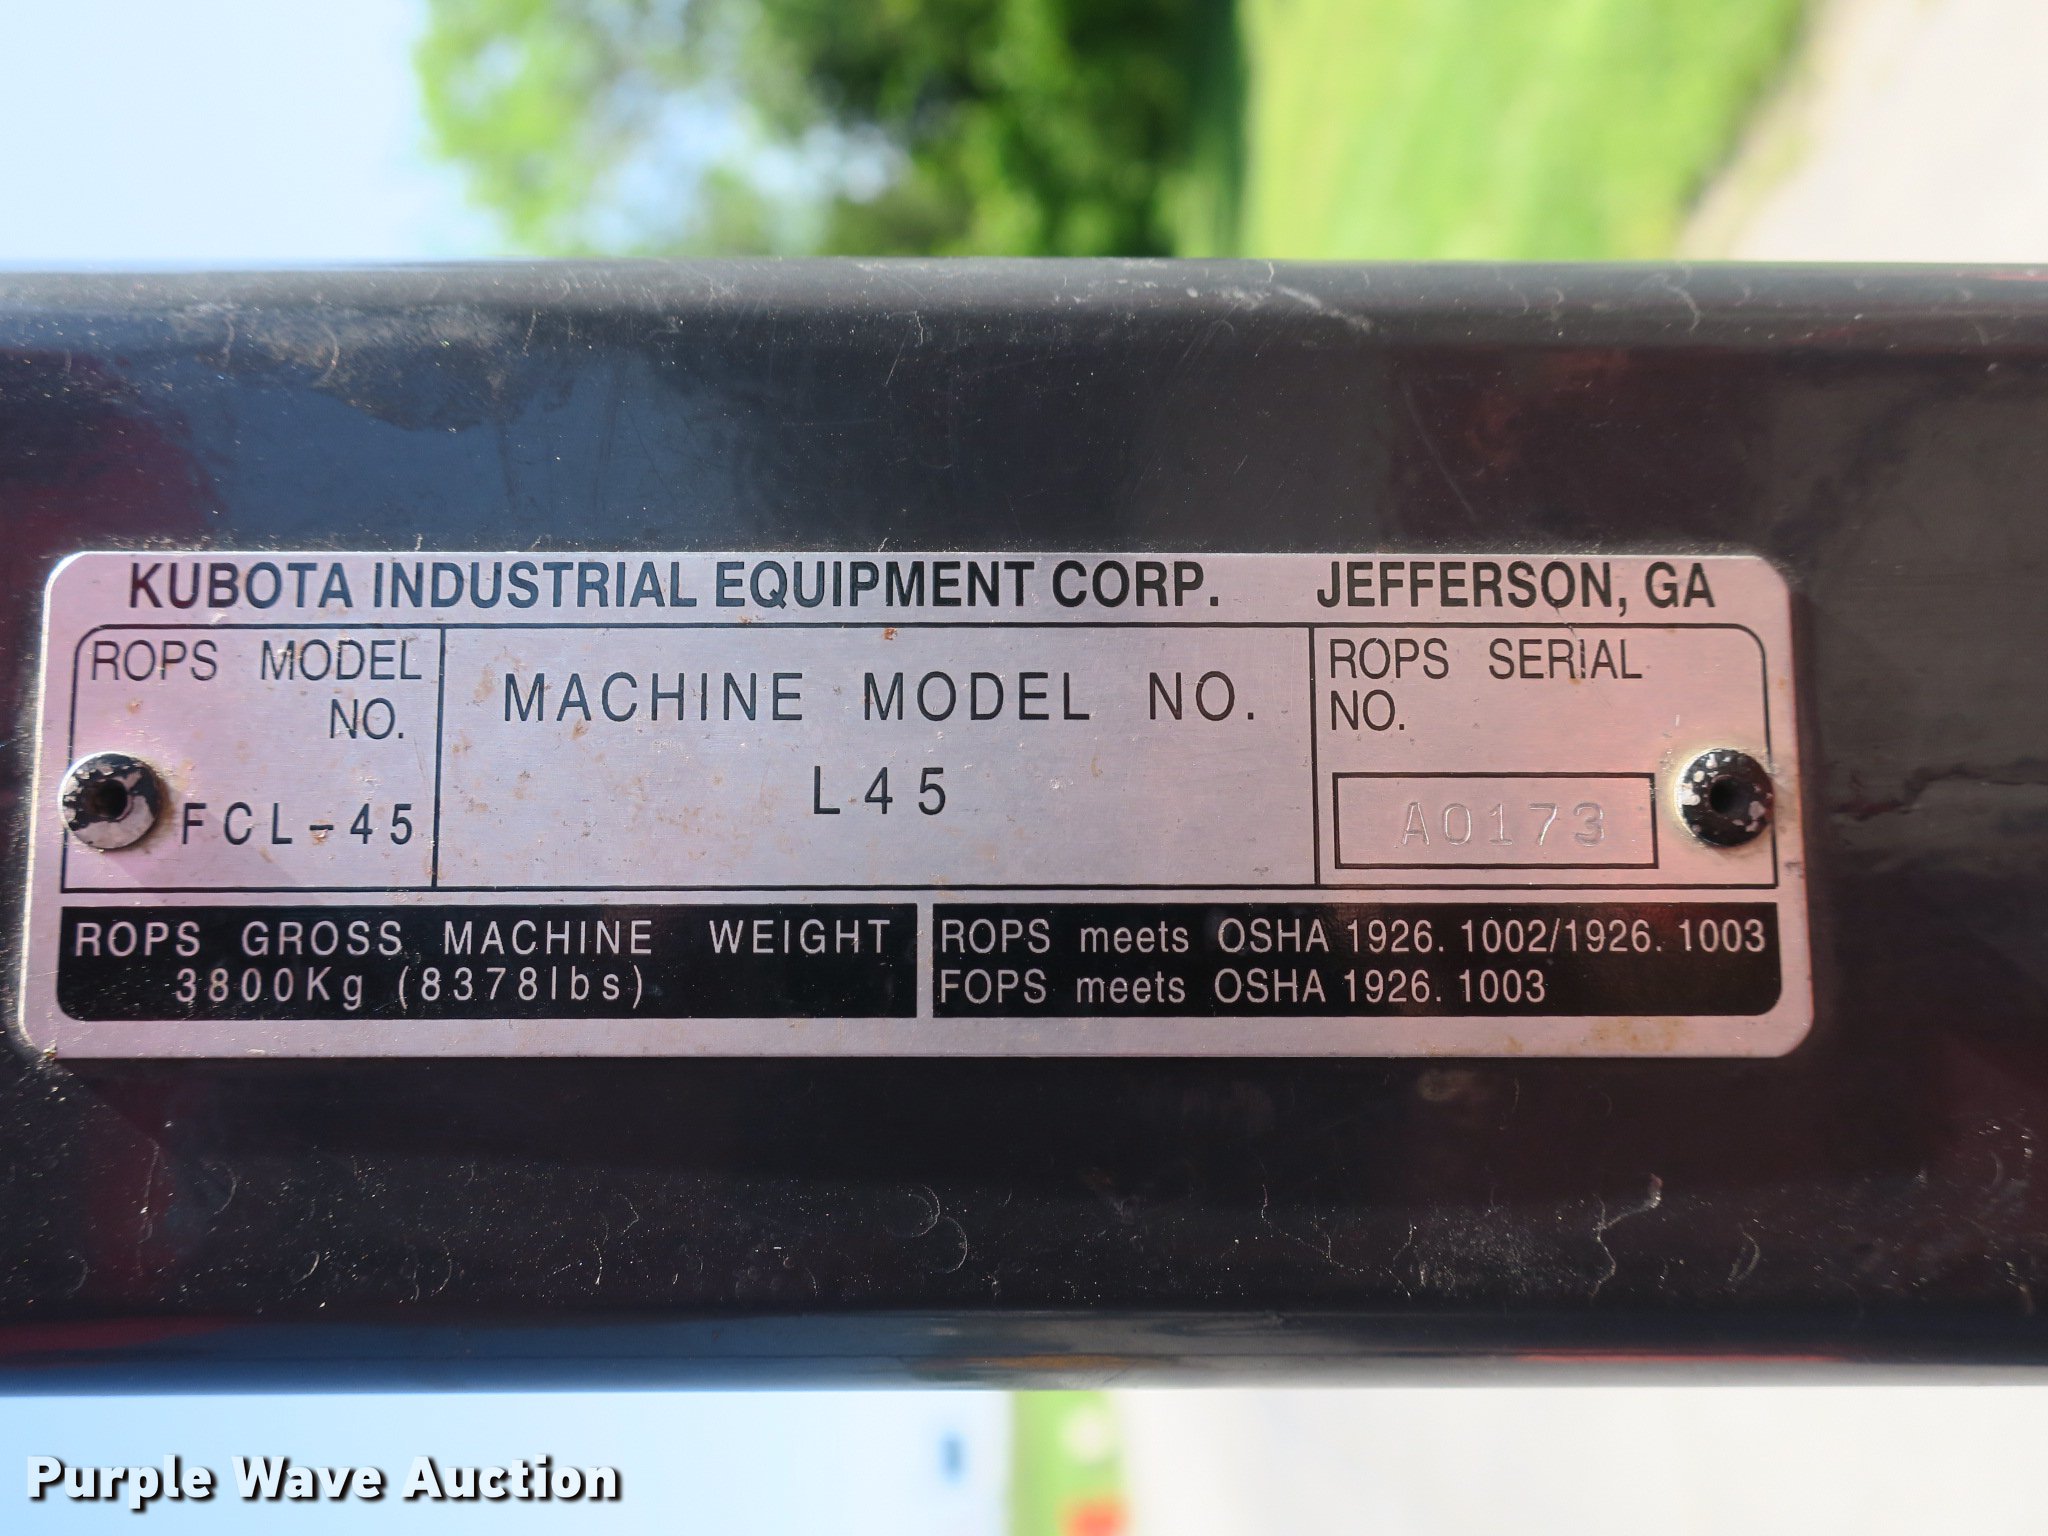 KUBOTA INDUSTRIAL EQUIPMENT CORP. JEFFERSON, GA
ROPS MODEL NO.
FCL-45
MACHINE MODEL NO.
L45
ROPS SERIAL
NO.
A0173
ROPS GROSS MACHINE WEIGHT
3800Kg (8378lbs)
ROPS meets OSHA 1926. 1002/1926. 1003
FOPS meets OSHA 1926. 1003
Purple Wave Auction